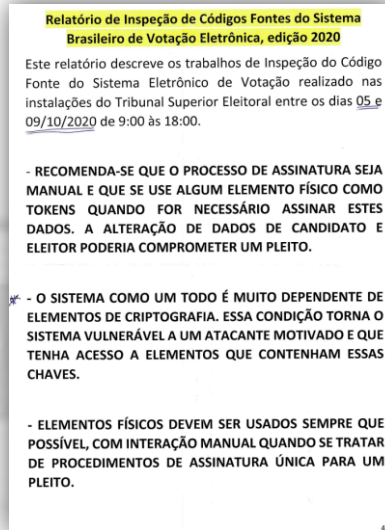 Relatório de Inspeção de Códigos Fontes do Sistema
Brasileiro de Votação Eletrônica, edição 2020
Este relatório descreve os trabalhos de Inspeção do Código
Fonte do Sistema Eletrônico de Votação realizado nas
instalações do Tribunal Superior Eleitoral entre os dias 05 e
09/10/2020 de 9:00 às 18:00.
- RECOMENDA-SE QUE O PROCESSO DE ASSINATURA SEJA
MANUAL E QUE SE USE ALGUM ELEMENTO FÍSICO COMO
TOKENS QUANDO FOR NECESSÁRIO ASSINAR ESTES
DADOS. A ALTERAÇÃO DE DADOS DE CANDIDATO E
ELEITOR PODERIA COMPROMETER UM PLEITO.
- O SISTEMA COMO UM TODO É MUITO DEPENDENTE DE
ELEMENTOS DE CRIPTOGRAFIA. ESSA CONDIÇÃO TORNA O
SISTEMA VULNERÁVEL A UM ATACANTE MOTIVADO E QUE
TENHA ACESSO A ELEMENTOS QUE CONTENHAM ESSAS
CHAVES.
- ELEMENTOS FÍSICOS DEVEM SER USADOS SEMPRE QUE
POSSÍVEL, COM INTERAÇÃO MANUAL QUANDO SE TRATAR
DE PROCEDIMENTOS DE ASSINATURA ÚNICA PARA UM
PLEITO.
4